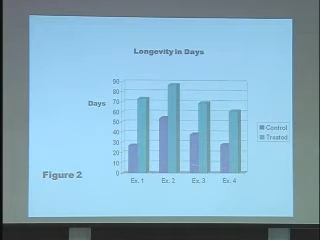 Longevity in Days
90
80
70
Days
60
50
40
30
20
10
0
Ex. 1 Ex. 2 Ex. 3 Ex. 4
Control
Treated
Figure 2